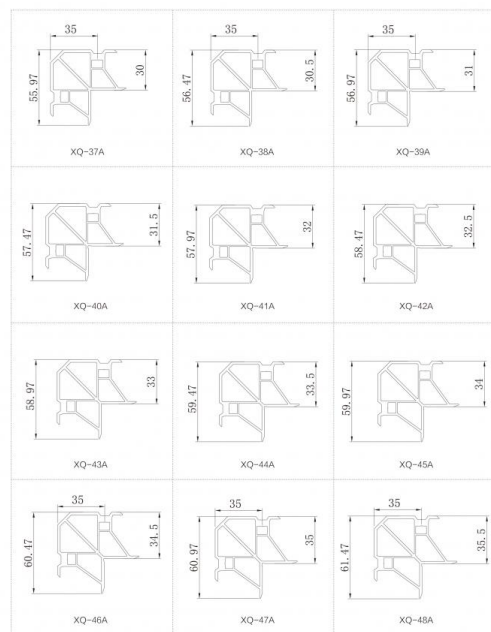 35
30
55.97
XQ-37A
35
30.5
56.47
XQ-38A
35
31
56.97
XQ-39A
31.5
57.47
XQ-40A
32
57.97
XQ-41A
32.5
58.47
XQ-42A
33
58.97
XQ-43A
33.5
59.47
XQ-44A
34
59.97
XQ-45A
35
34.5
60.47
XQ-46A
35
35
60.97
XQ-47A
35
35.5
61.47
XQ-48A